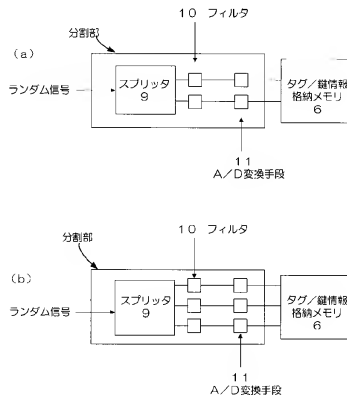 10 フィルタ
分割部
(a)
スプリッタ
9
ランダム信号
タグ/鍵情報
格納メモリ
6
11
A/D変換手段
分割部
10 フィルタ
(b)
スプリッタ
9
ランダム信号
タグ/鍵情報
格納メモリ
6
11
A/D変換手段